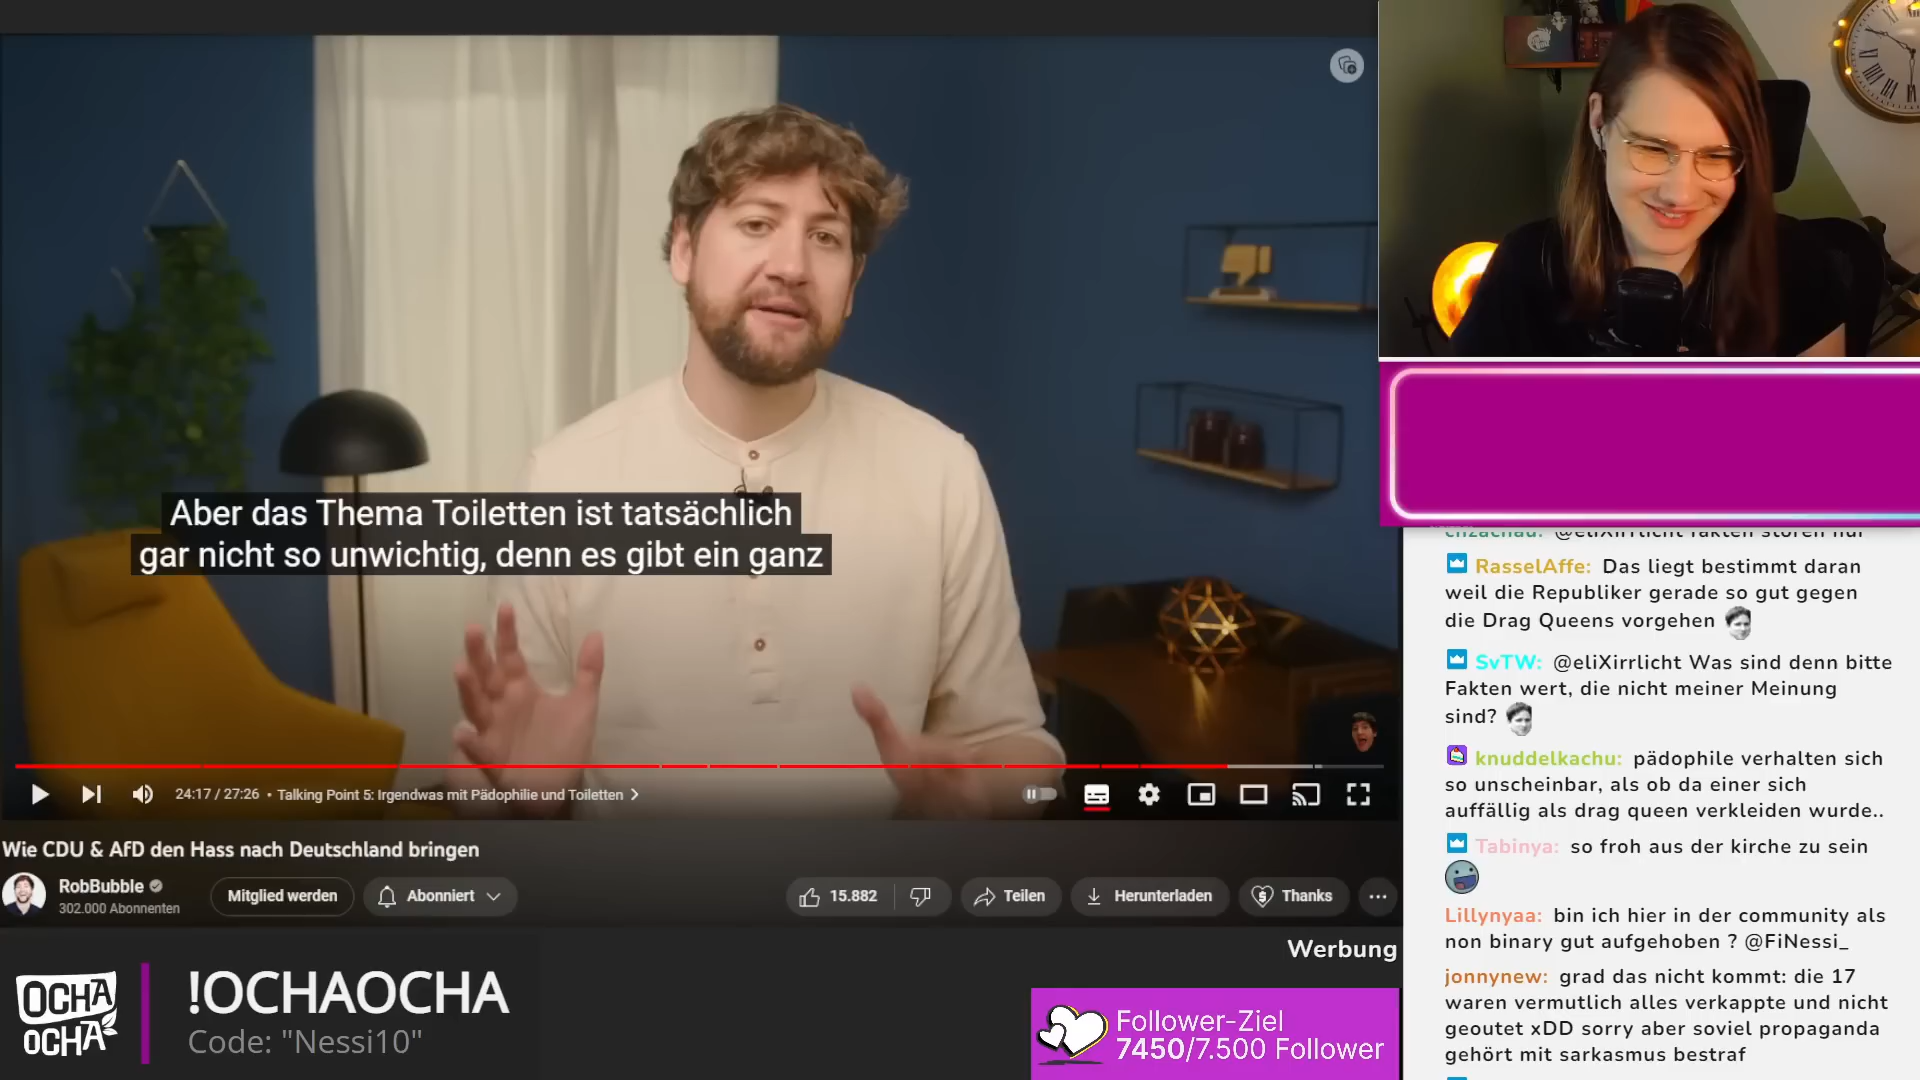 Aber das Thema Toiletten ist tatsächlich
gar nicht so unwichtig, denn es gibt ein ganz
24:17 / 27:26 • Talking Point 5: Irgendwas mit Pädophilie und Toiletten
Wie CDU & AfD den Hass nach Deutschland bringen
RobBubble
302.000 Abonnenten
Mitglied werden
Abonniert
15.882
Teilen
Herunterladen
Thanks
Werbung
OCHA
OCHA
!OCHAOCHA
Code: "Nessi10"
Follower-Ziel
7450/7.500 Follower
RasselAffe: Das liegt bestimmt daran
weil die Republiker gerade so gut gegen
die Drag Queens vorgehen
SvTW: @eliXirrlicht Was sind denn bitte
Fakten wert, die nicht meiner Meinung
sind?
knuddelkachu: pädophile verhalten sich
so unscheinbar, als ob da einer sich
auffällig als drag queen verkleiden wurde..
Tabinya: so froh aus der kirche zu sein
Lillynyaa: bin ich hier in der community als
non binary gut aufgehoben ? @FiNessi_
jonnynew: grad das nicht kommt: die 17
waren vermutlich alles verkappte und nicht
geoutet xDD sorry aber soviel propaganda
gehört mit sarkasmus bestraf